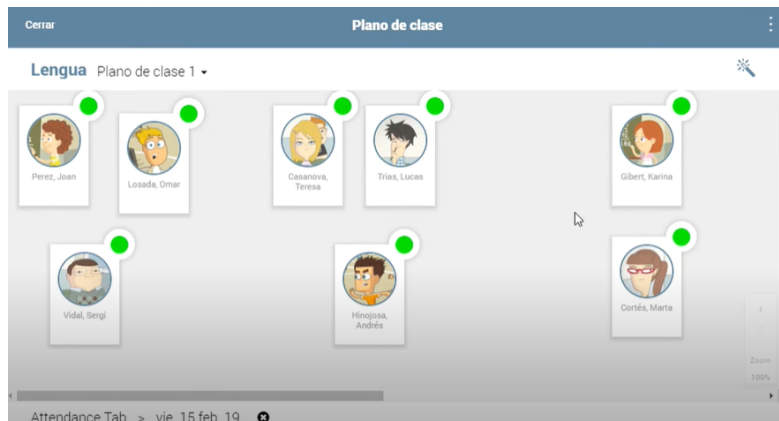 Cerrar
Plano de clase
Lengua Plano de clase 1
Perez, Joan
Losada, Omar
Casanova,
Teresa
Trias, Lucas
Gibert, Karina
Vidal, Sergi
Hinojosa,
Andrés
Cortés, Marta
Zoom
100%
Attendance Tab > vie, 15 feb. 19